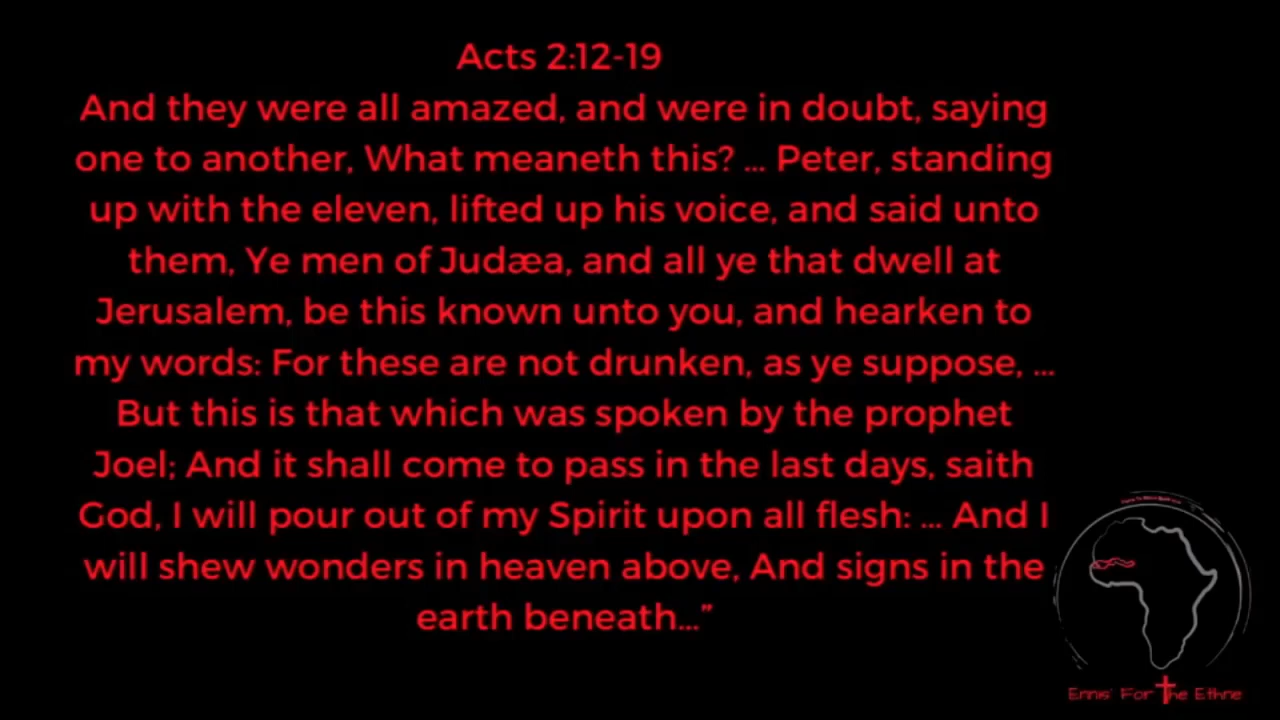 Acts 2:12-19
And they were all amazed, and were in doubt, saying
one to another, What meaneth this? ... Peter, standing
up with the eleven, lifted up his voice, and said unto
them, Ye men of Judæa, and all ye that dwell at
Jerusalem, be this known unto you, and hearken to
my words: For these are not drunken, as ye suppose, ...
But this is that which was spoken by the prophet
Joel; And it shall come to pass in the last days, saith
God, I will pour out of my Spirit upon all flesh: ... And I
will shew wonders in heaven above, And signs in the
earth beneath...”
Ennis' For The Ethne